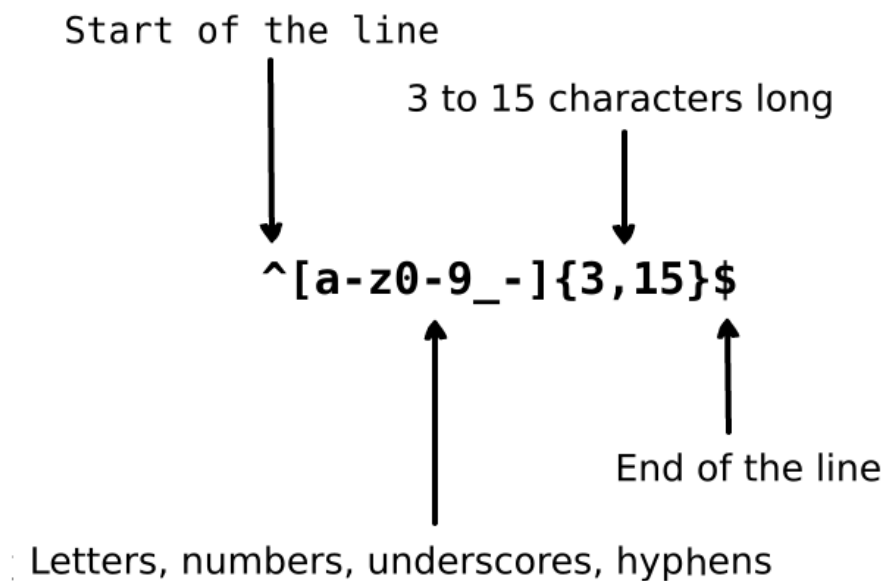 Start of the line
3 to 15 characters long
^[a-z0-9_-]{3,15}$
End of the line
Letters, numbers, underscores, hyphens